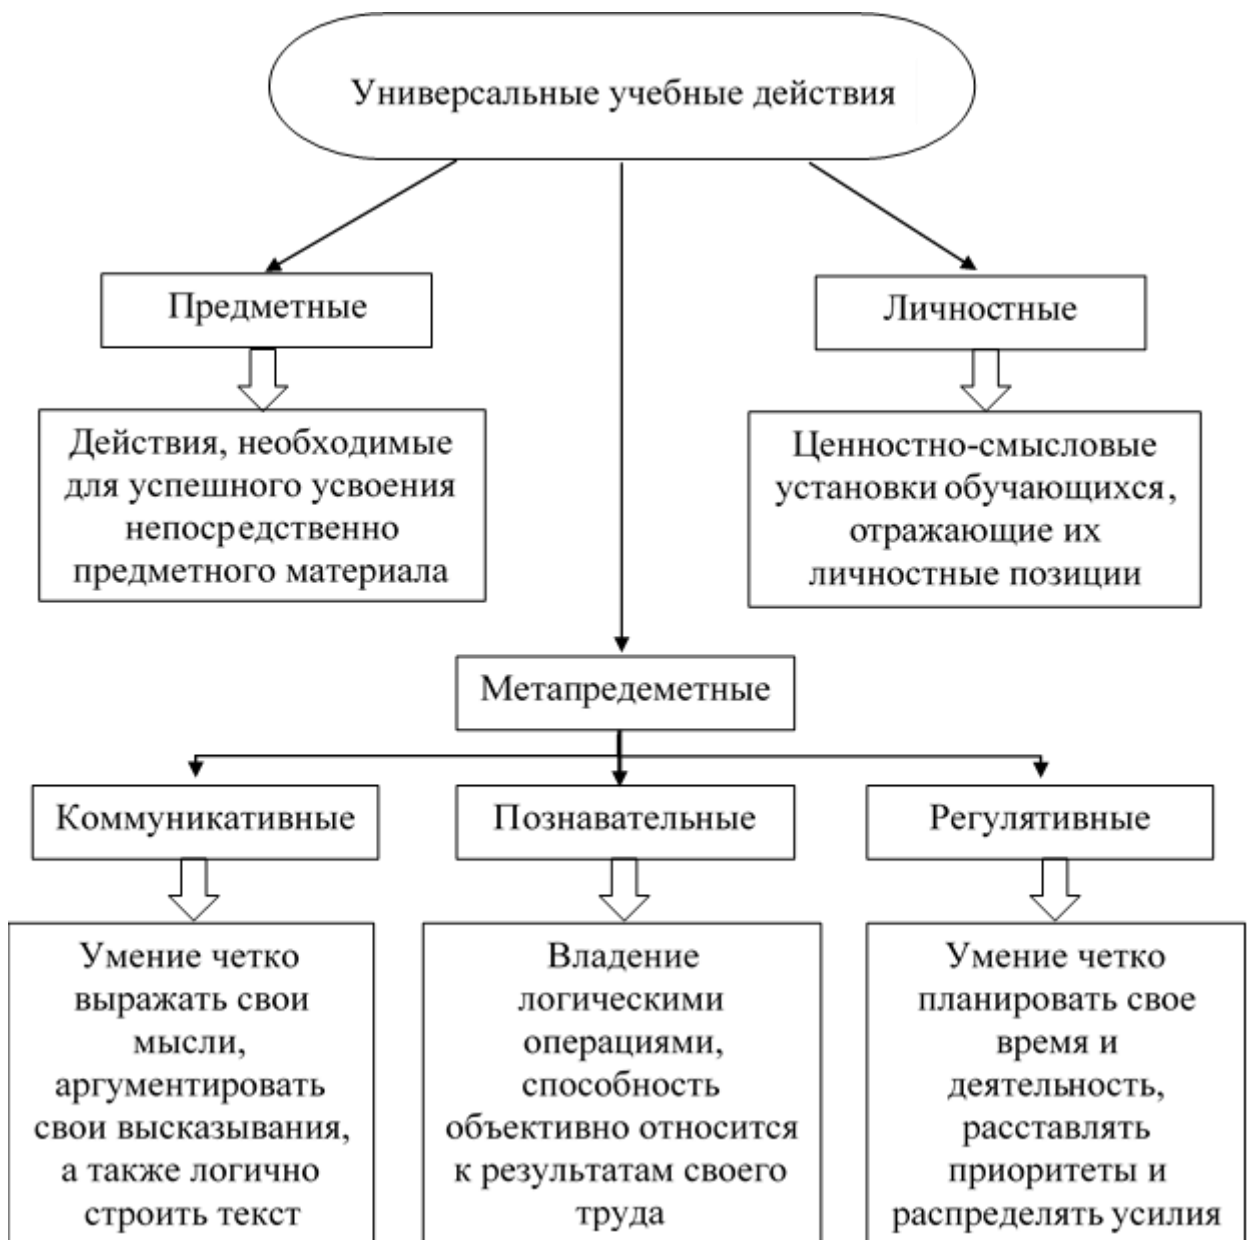 Универсальные учебные действия
Предметные
Личностные
Действия, необходимые
для успешного усвоения
непосредственно
предметного материала
Ценностно-смысловые
установки обучающихся,
отражающие их
личностные позиции
Метапредеметные
Коммуникативные
Познавательные
Регулятивные
Умение четко
выражать свои
мысли,
аргументировать
свои высказывания,
а также логично
строить текст
Владение
логическими
операциями,
способность
объективно относится
к результатам своего
труда
Умение четко
планировать свое
время и
деятельность,
расставлять
приоритеты и
распределять усилия